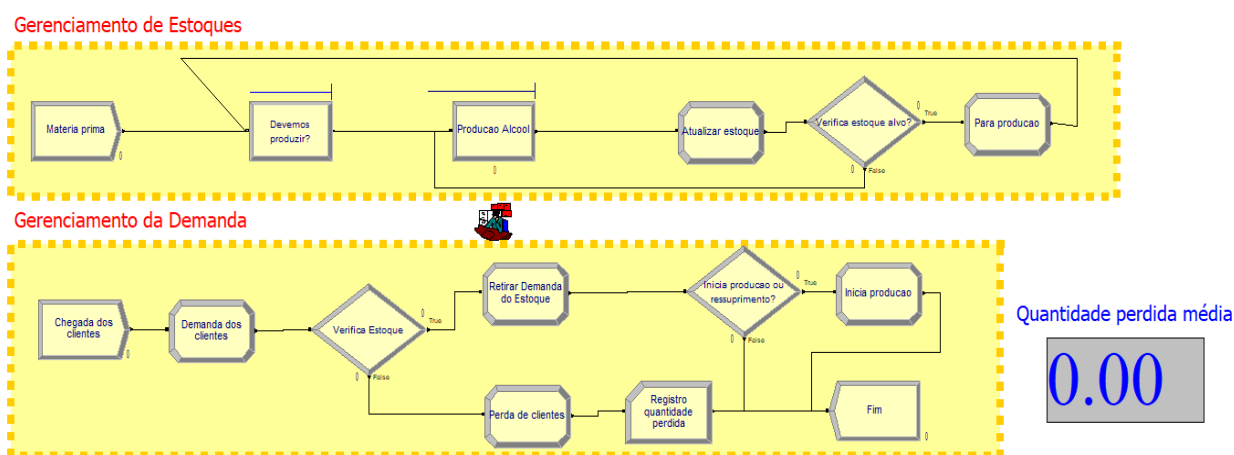 Gerenciamento de Estoques
Materia prima
0
Devemos
produzir?
Producao Alcool
0
Atualizar estoque
Verifica estoque alvo?
0
True
0
False
Para producao
Gerenciamento da Demanda
Chegada dos
clientes
0
Demanda dos
clientes
Verifica Estoque
0
True
0
False
Retirar Demanda
do Estoque
Inicia producao ou
ressuprimento?
0
True
0
False
Inicia producao
Perda de clientes
Registro
quantidade
perdida
Fim
0
Quantidade perdida média
0.00